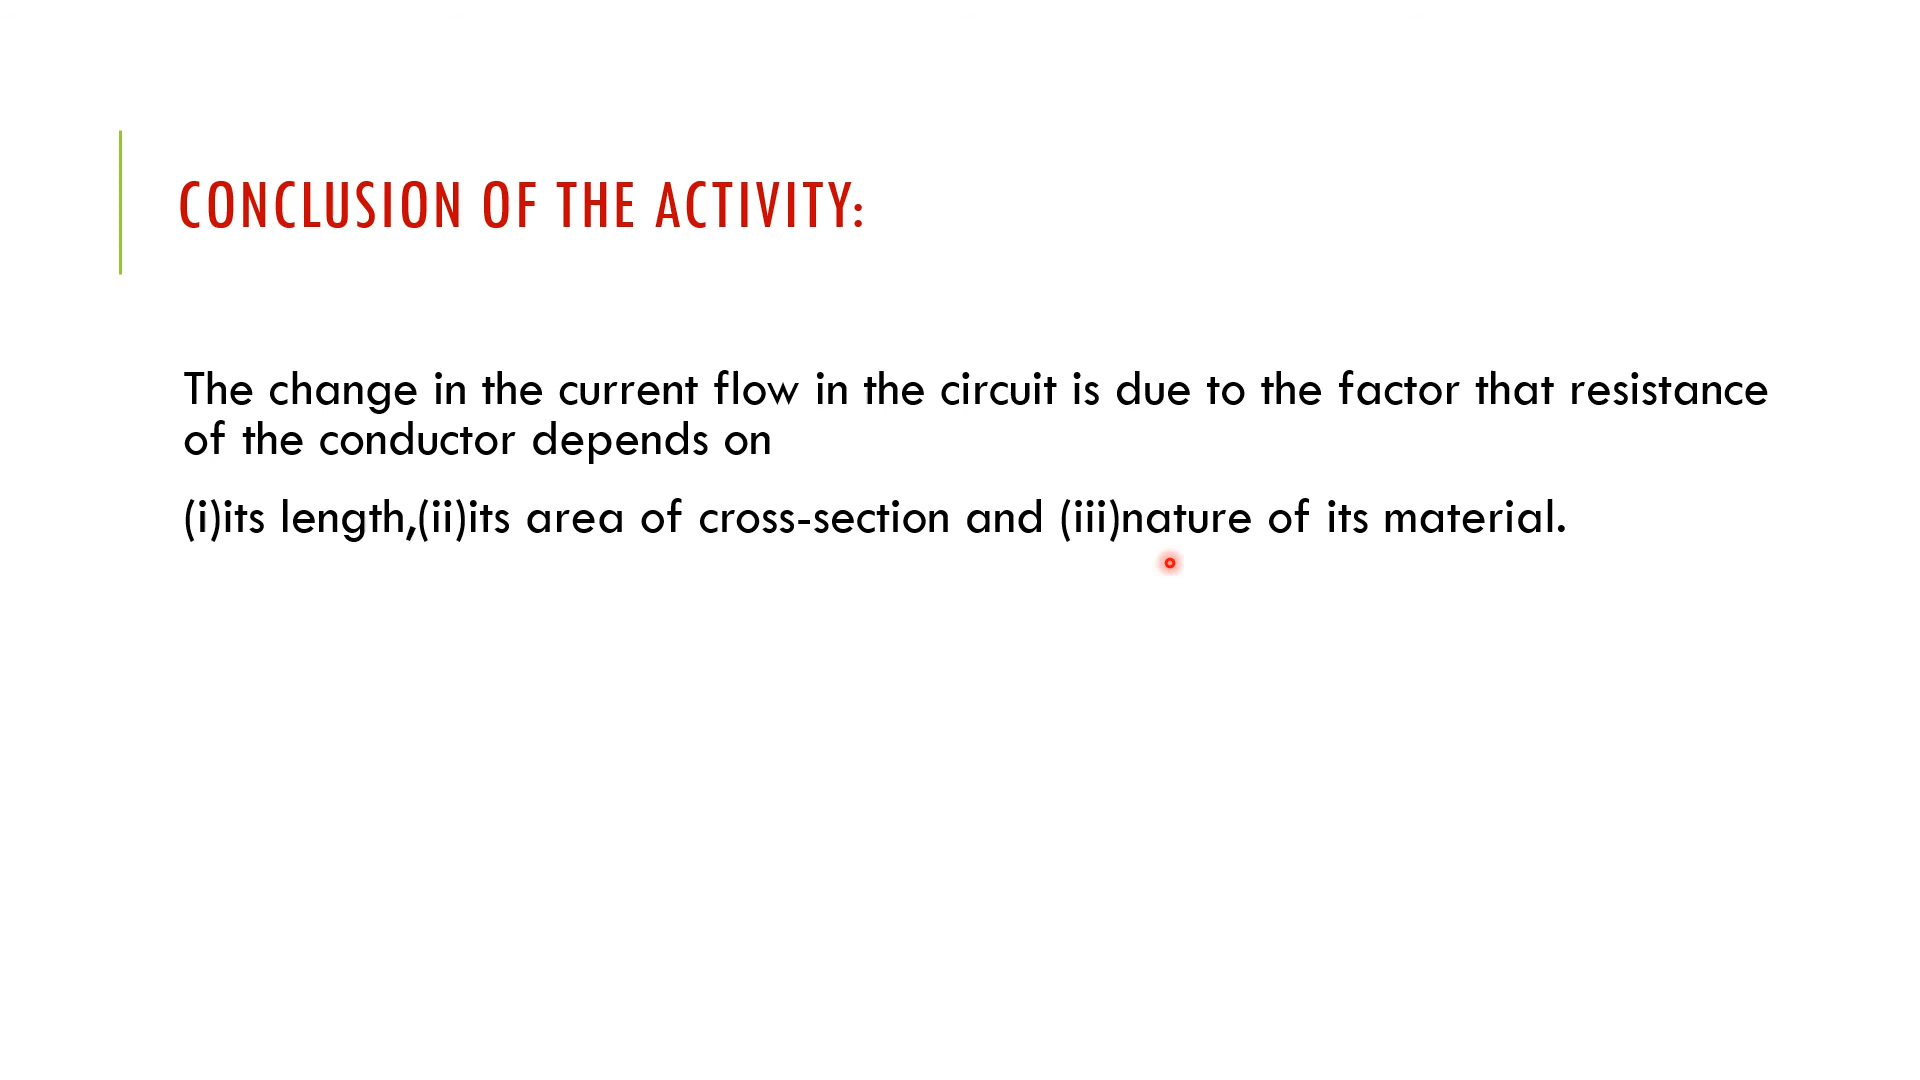 CONCLUSION OF THE ACTIVITY:
The change in the current flow in the circuit is due to the factor that resistance
of the conductor depends on
(i)its length,(ii)its area of cross-section and (iii)nature of its material.